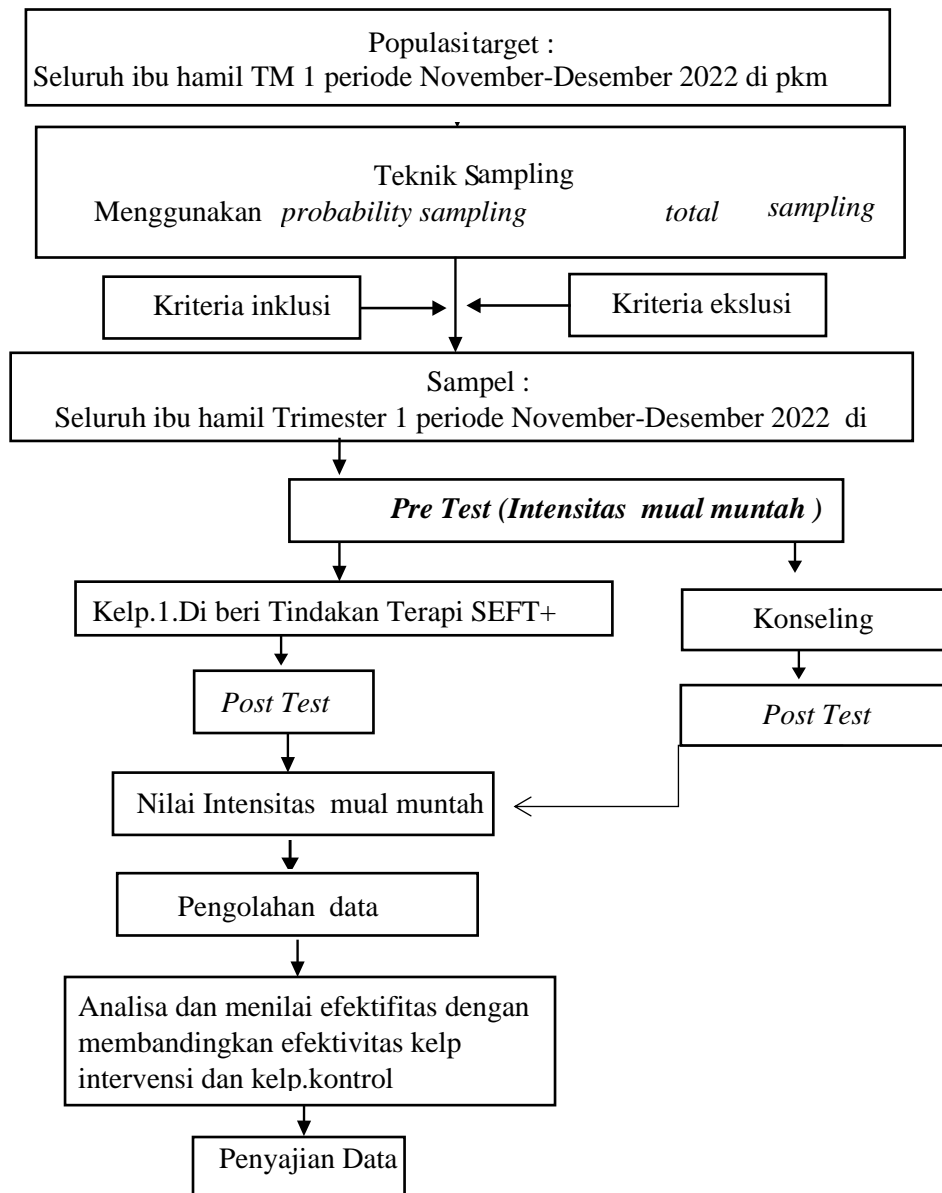 Populasi target :
Seluruh ibu hamil TM 1 periode November-Desember 2022 di pkm
Teknik Sampling
Menggunakan probability sampling total sampling
Kriteria inklusi
Kriteria ekslusi
Sampel :
Seluruh ibu hamil Trimester 1 periode November-Desember 2022 di
Pre Test (Intensitas mual muntah )
Kelp.1.Di beri Tindakan Terapi SEFT+
Konseling
Post Test
Post Test
Nilai Intensitas mual muntah
Pengolahan data
Analisa dan menilai efektifitas dengan
membandingkan efektivitas kelp
intervensi dan kelp.kontrol
Penyajian Data